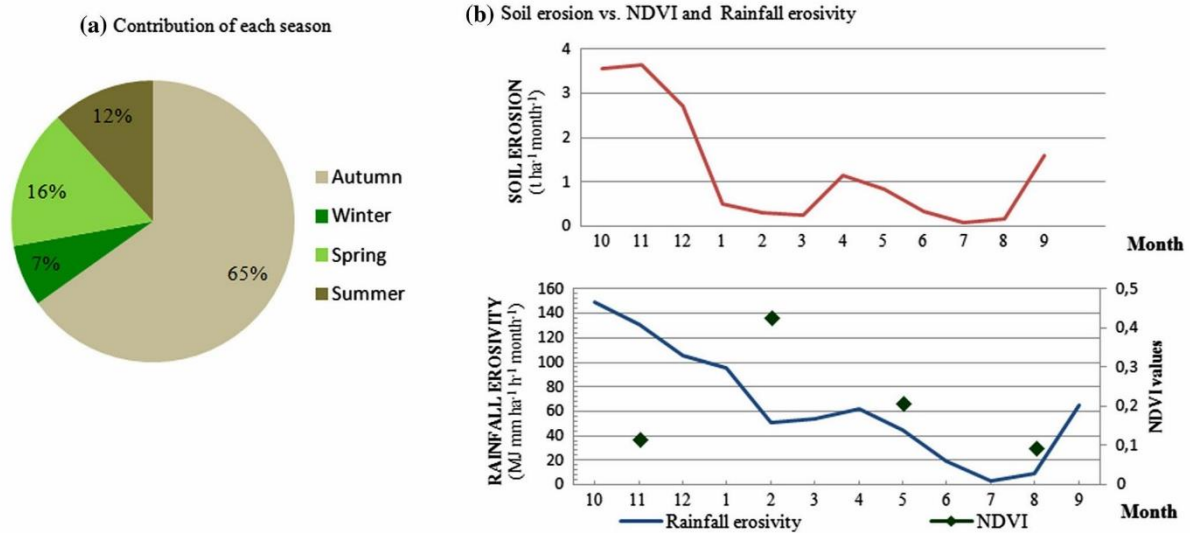 (a) Contribution of each season
12%
16%
7%
65%
Autumn
Winter
Spring
Summer
(b) Soil erosion vs. NDVI and Rainfall erosivity
SOIL EROSION
(t ha-1 month-1)
4
3
2
1
0
10 11 12 1 2 3 4 5 6 7 8 9
Month
RAINFALL EROSIVITY
(MJ mm ha-1 h-1 month-1)
160
140
120
100
80
60
40
20
0
0,5
0,4
0,3
0,2
0,1
0
NDVI values
10 11 12 1 2 3 4 5 6 7 8 9
Month
Rainfall erosivity
NDVI